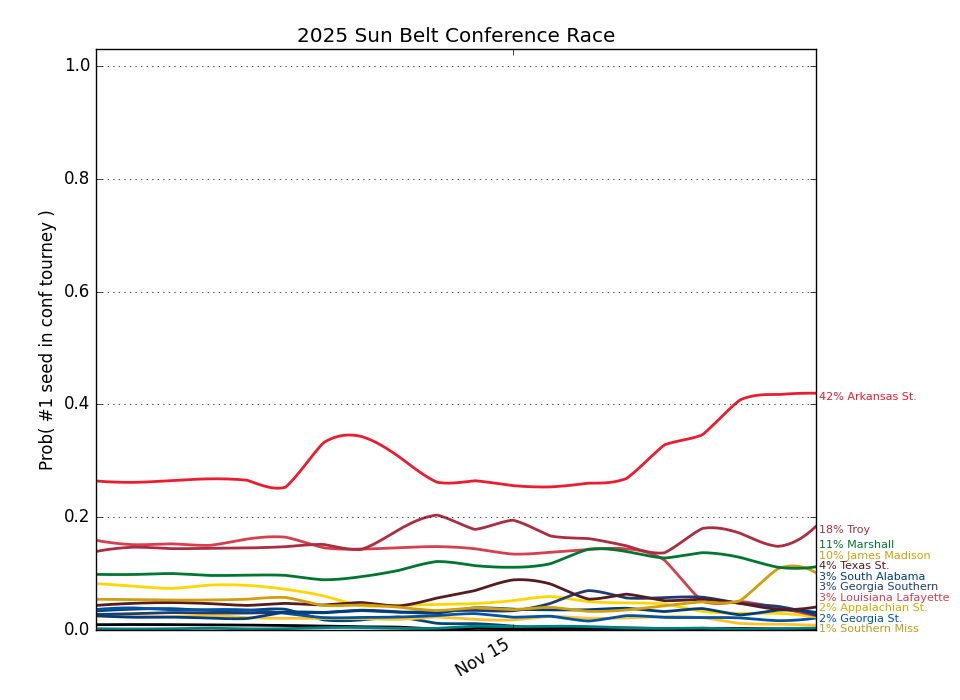 2025 Sun Belt Conference Race
Prob( #1 seed in conf tourney )
1.0
0.8
0.6
0.4
0.2
0.0
Nov 15
42% Arkansas St.
18% Troy
11% Marshall
10% James Madison
4% Texas St.
3% South Alabama
3% Georgia Southern
3% Louisiana Lafayette
2% Appalachian St.
2% Georgia St.
1% Southern Miss